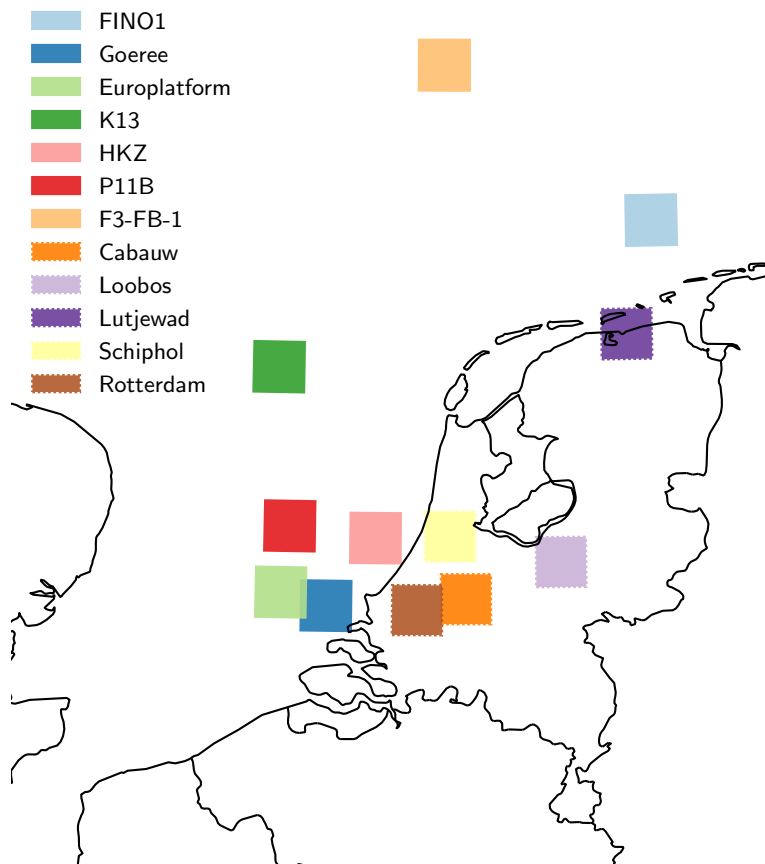 FINO1
Goeree
Europlatform
K13
HKZ
P11B
F3-FB-1
Cabauw
Loobos
Lutjewad
Schiphol
Rotterdam